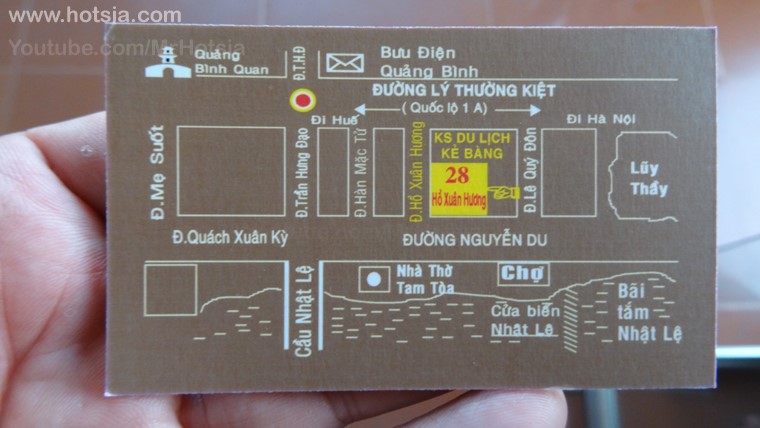 www.hotsia.com
Youtube.com/MrHotsia
Quảng
Bình Quan
Đ.T.H.Đ
Bưu Điện
Quảng Bình
ĐƯỜNG LÝ THƯỜNG KIỆT
( Quốc lộ 1 A)
Đi Huế
Đi Hà Nội
Đ.Mẹ Suốt
Đ.Trần Hưng Đạo
Đ.Hàn Mặc Tử
Đ.Hồ Xuân Hương
KS DU LỊCH
KẺ BÀNG
28
Hồ Xuân Hương
Đ.Lê Quý Đôn
Lũy
Thầy
Đ.Quách Xuân Kỳ
ĐƯỜNG NGUYỄN DU
Cầu Nhật Lệ
Nhà Thờ
Tam Tòa
Chợ
Cửa biển
Nhật Lệ
Bãi
tắm
Nhật Lệ